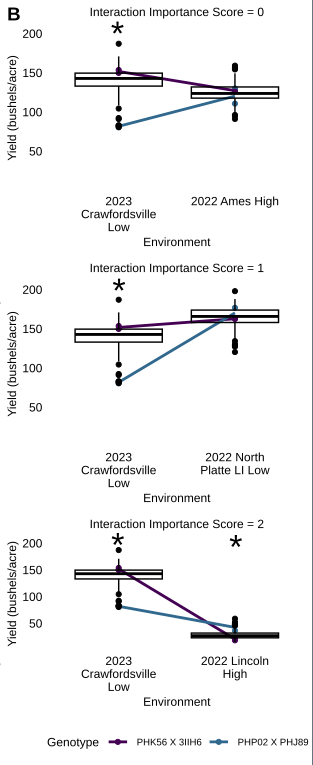 B
Interaction Importance Score = 0
*
200
150
100
50
Yield (bushels/acre)
2023
Crawfordsville
Low
2022 Ames High
Environment
Interaction Importance Score = 1
*
200
150
100
50
Yield (bushels/acre)
2023
Crawfordsville
Low
2022 North
Platte LI Low
Environment
Interaction Importance Score = 2
* *
200
150
100
50
Yield (bushels/acre)
2023
Crawfordsville
Low
2022 Lincoln
High
Environment
Genotype PHK56 X 3IIH6 PHP02 X PHJ89